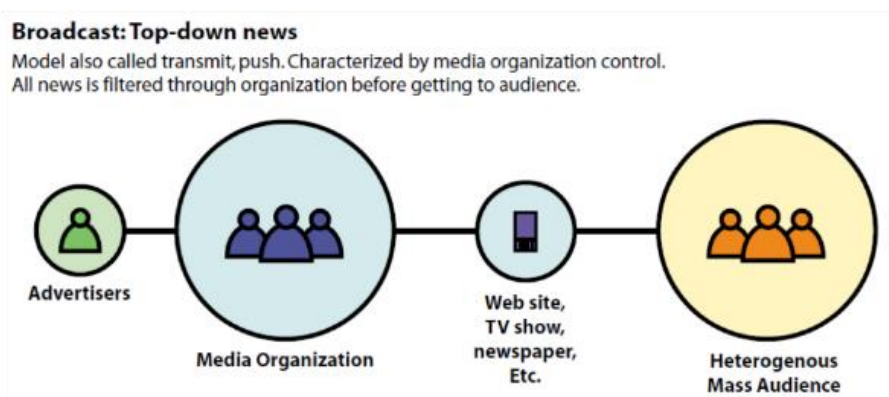 Broadcast: Top-down news
Model also called transmit, push. Characterized by media organization control.
All news is filtered through organization before getting to audience.
Advertisers
Media Organization
Web site,
TV show,
newspaper,
Etc.
Heterogenous
Mass Audience